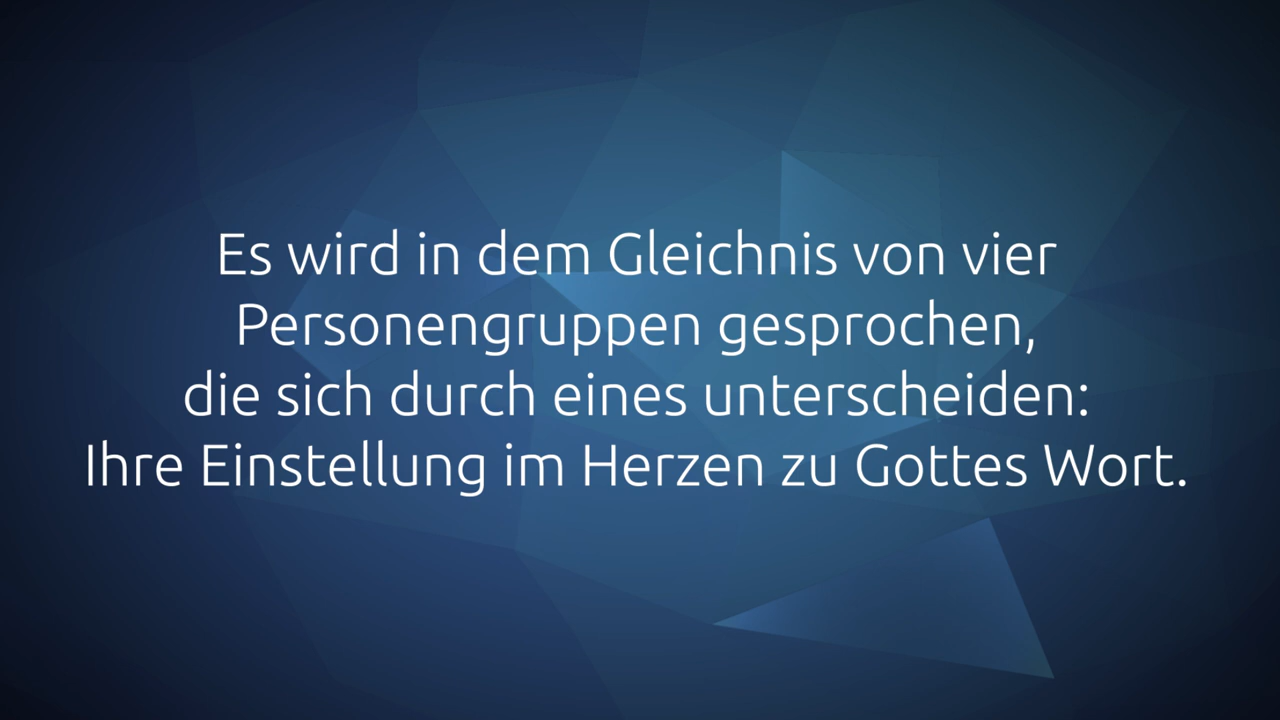 Es wird in dem Gleichnis von vier
Personengruppen gesprochen,
die sich durch eines unterscheiden:
Ihre Einstellung im Herzen zu Gottes Wort.